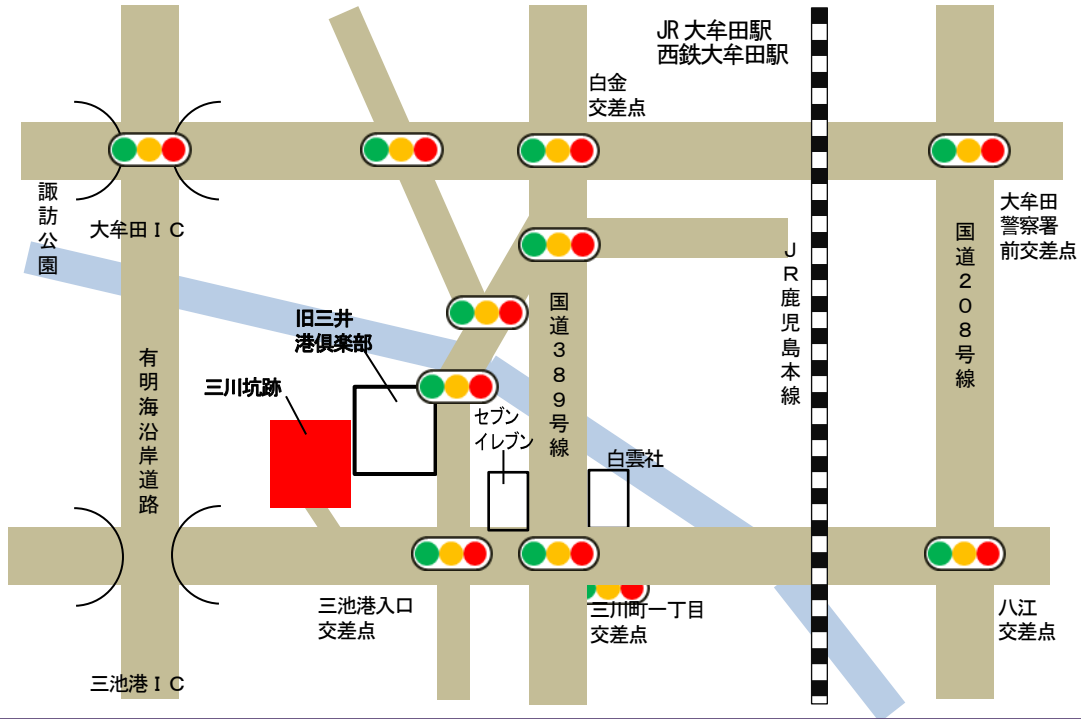 JR 大牟田駅
西鉄大牟田駅
白金
交差点
諏訪公園
大牟田ＩＣ
大牟田
警察署
前交差点
国道２０８号線
ＪＲ鹿児島本線
国道３８９号線
旧三井
港倶楽部
有明海沿岸道路
三川坑跡
セブン
イレブン
白雲社
三池港入口
交差点
三川町一丁目
交差点
八江
交差点
三池港ＩＣ